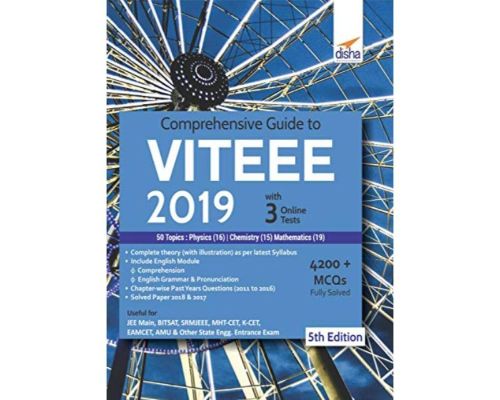 disha
Comprehensive Guide to
VITEEE
2019
with
3 Online
Tests
50 Topics : Physics (16) | Chemistry (15) Mathematics (19)
• Complete theory (with illustration) as per latest Syllabus
• Include English Module
Comprehension
English Grammar & Pronunciation
• Chapter-wise Past Years Questions (2011 to 2016)
• Solved Paper 2018 & 2017
4200 +
MCQs
Fully Solved
Useful for
JEE Main, BITSAT, SRMJEEE, MHT-CET, K-CET,
EAMCET, AMU & Other State Engg. Entrance Exam
5th Edition